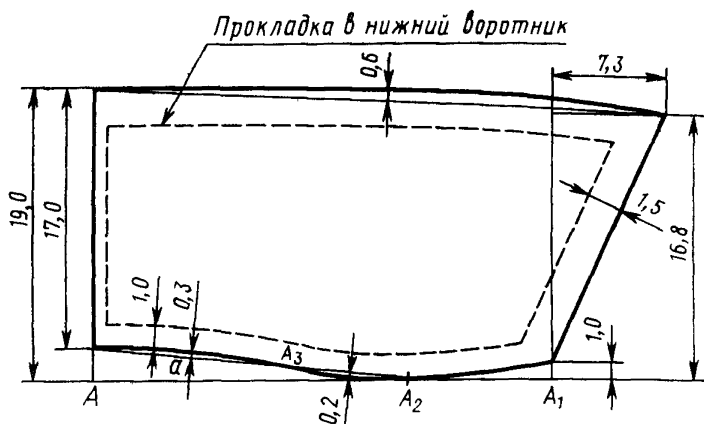 Прокладка в нижний воротник
0,6
7,3
19,0
17,0
1,5
16,8
1,0
0,3
a
A₃
1,0
0,2
A
A₂
A₁